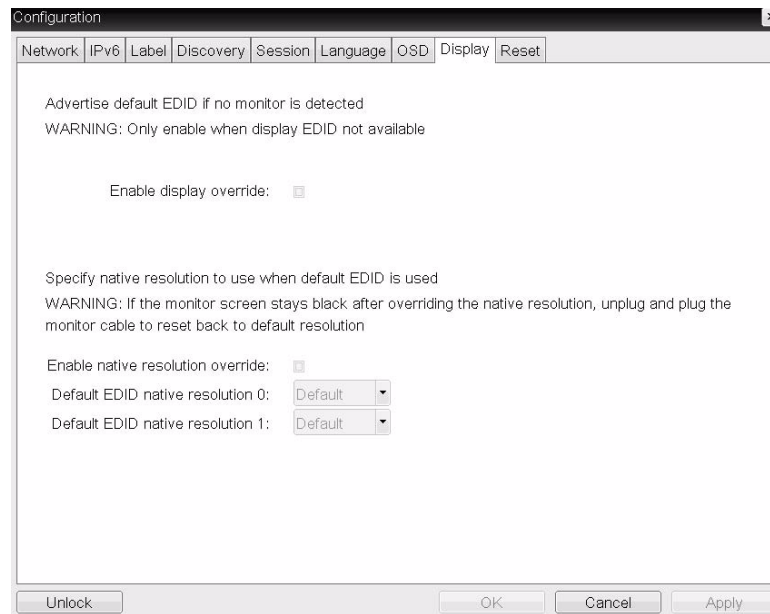 Configuration
Network IPv6 Label Discovery Session Language OSD Display Reset
Advertise default EDID if no monitor is detected
WARNING: Only enable when display EDID not available
Enable display override:
Specify native resolution to use when default EDID is used
WARNING: If the monitor screen stays black after overriding the native resolution, unplug and plug the
monitor cable to reset back to default resolution
Enable native resolution override:
Default EDID native resolution 0: Default
Default EDID native resolution 1: Default
Unlock OK Cancel Apply